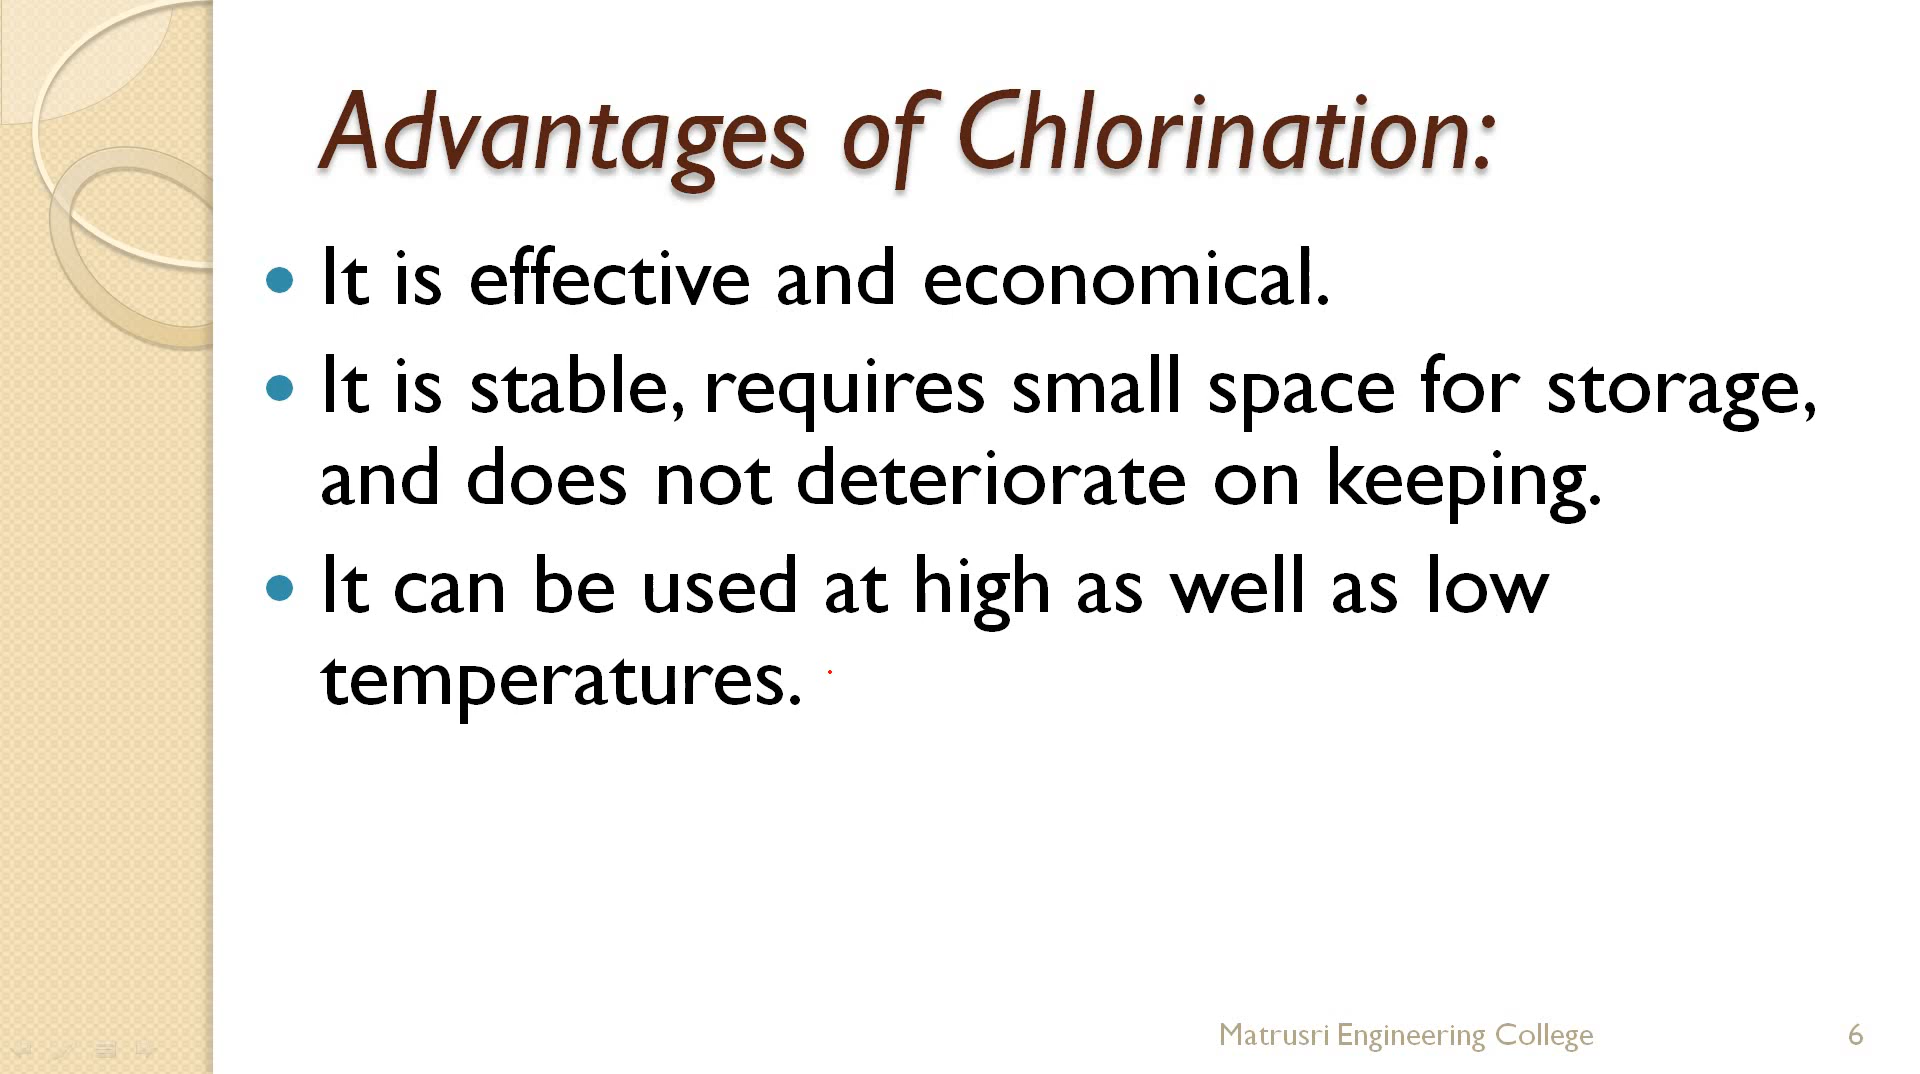 Advantages of Chlorination:
• It is effective and economical.
• It is stable, requires small space for storage,
and does not deteriorate on keeping.
• It can be used at high as well as low
temperatures.
Matrusri Engineering College 6